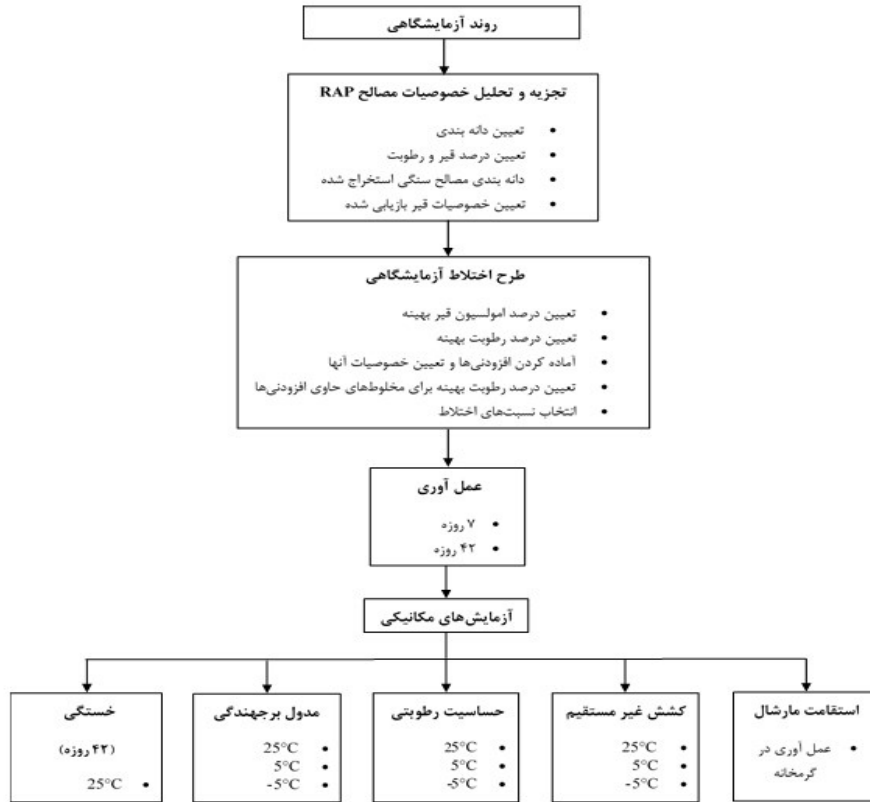 روند آزمایشگاهی
تجزیه و تحلیل خصوصیات مصالح RAP
• تعیین دانه بندی
• تعیین درصد قیر و رطوبت
• دانه بندی مصالح سنگی استخراج شده
• تعیین خصوصیات قیر بازیابی شده
طرح اختلاط آزمایشگاهی
• تعیین درصد امولسیون قیر بهینه
• تعیین درصد رطوبت بهینه
• آماده کردن افزودنی‌ها و تعیین خصوصیات آنها
• تعیین درصد رطوبت بهینه برای مخلوط‌های حاوی افزودنی‌ها
• انتخاب نسبت‌های اختلاط
عمل آوری
• ۷ روزه
• ۴۲ روزه
آزمایش‌های مکانیکی
استقامت مارشال
• عمل آوری در
گرمخانه
کشش غیر مستقیم
• 25°C
• 5°C
• -5°C
حساسیت رطوبتی
• 25°C
• 5°C
• -5°C
مدول برجهندگی
• 25°C
• 5°C
• -5°C
خستگی
(۴۲ روزه)
• 25°C